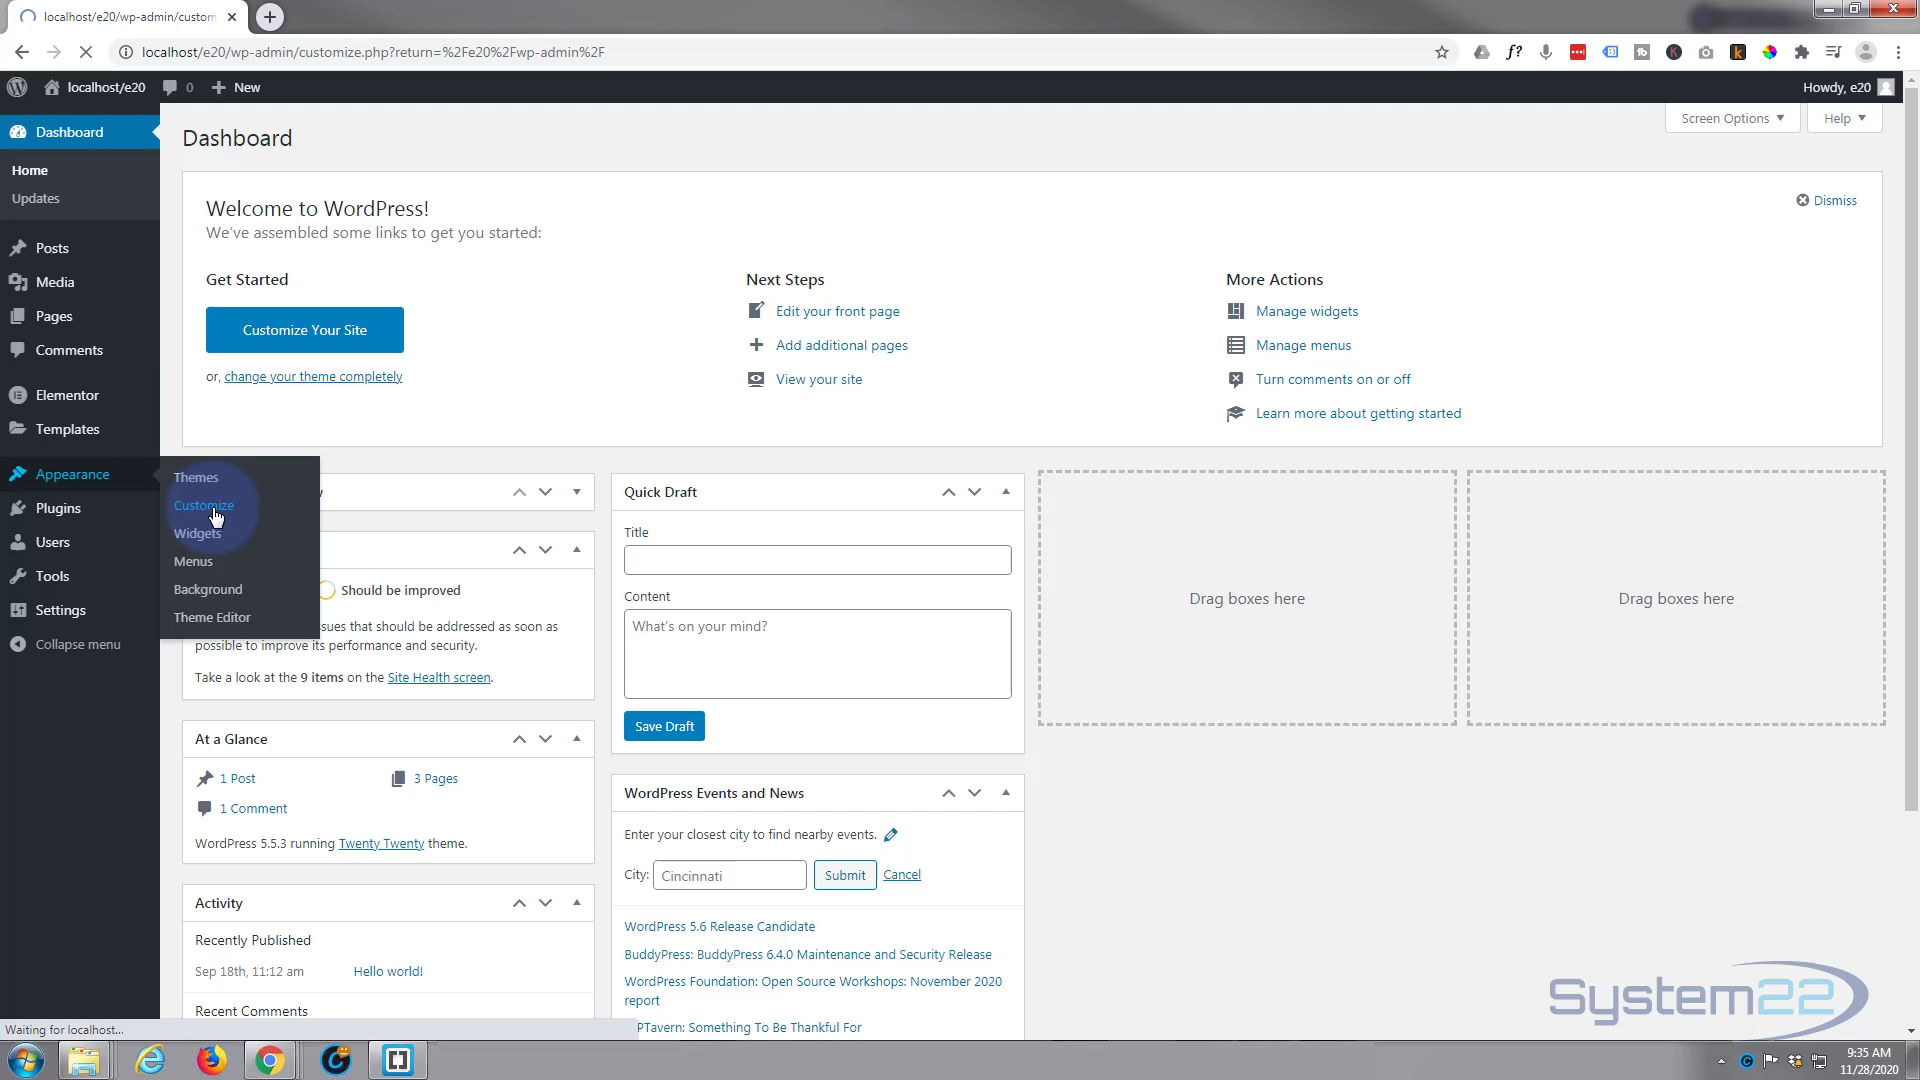 localhost/e20/wp-admin/custom
localhost/e20/wp-admin/customize.php?return=%2Fe20%2Fwp-admin%2F
localhost/e20
0
New
Howdy, e20
Dashboard
Home
Updates
Posts
Media
Pages
Comments
Elementor
Templates
Appearance
Plugins
Users
Tools
Settings
Collapse menu
Themes
Customize
Widgets
Menus
Background
Theme Editor
Dashboard
Screen Options
Help
Welcome to WordPress!
We've assembled some links to get you started:
Dismiss
Get Started
Customize Your Site
or, change your theme completely
Next Steps
Edit your front page
Add additional pages
View your site
More Actions
Manage widgets
Manage menus
Turn comments on or off
Learn more about getting started
Should be improved
that should be addressed as soon as
possible to improve its performance and security.
Take a look at the 9 items on the Site Health screen.
At a Glance
1 Post
3 Pages
1 Comment
WordPress 5.5.3 running Twenty Twenty theme.
Activity
Recently Published
Sep 18th, 11:12 am Hello world!
Recent Comments
Quick Draft
Title
Content
What's on your mind?
Save Draft
WordPress Events and News
Enter your closest city to find nearby events.
City: Cincinnati Submit Cancel
WordPress 5.6 Release Candidate
BuddyPress: BuddyPress 6.4.0 Maintenance and Security Release
WordPress Foundation: Open Source Workshops: November 2020
report
PTavern: Something To Be Thankful For
Drag boxes here
Drag boxes here
System22
Waiting for localhost...
9:35 AM
11/28/2020